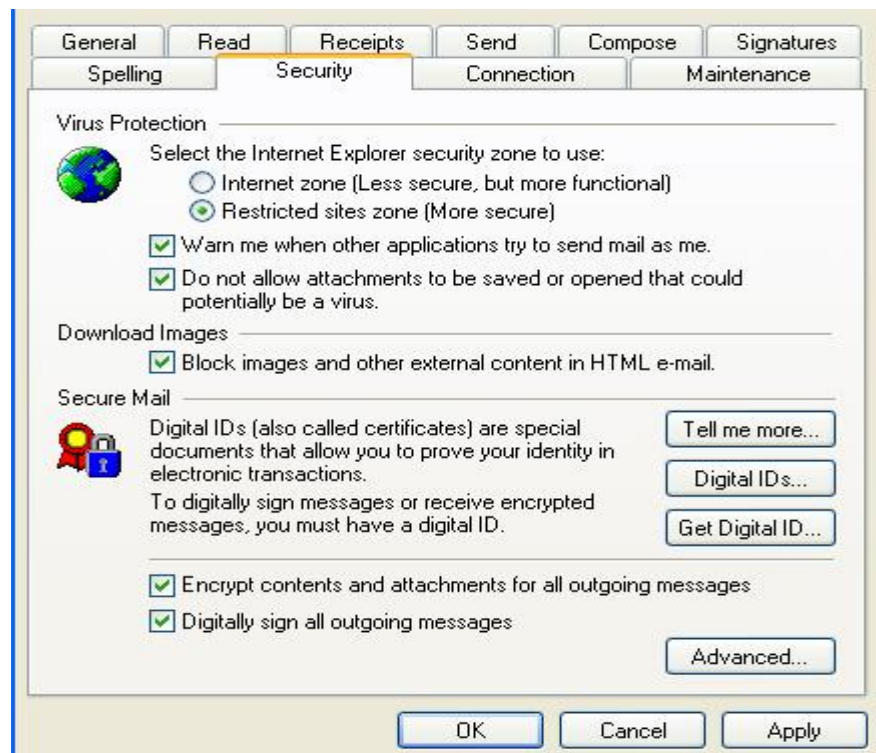 General Read Receipts Send Compose Signatures
Spelling Security Connection Maintenance
Virus Protection
Select the Internet Explorer security zone to use:
Internet zone (Less secure, but more functional)
Restricted sites zone (More secure)
Warn me when other applications try to send mail as me.
Do not allow attachments to be saved or opened that could
potentially be a virus.
Download Images
Block images and other external content in HTML e-mail.
Secure Mail
Digital IDs (also called certificates) are special
documents that allow you to prove your identity in
electronic transactions.
To digitally sign messages or receive encrypted
messages, you must have a digital ID.
Tell me more...
Digital IDs...
Get Digital ID...
Encrypt contents and attachments for all outgoing messages
Digitally sign all outgoing messages
Advanced...
OK Cancel Apply